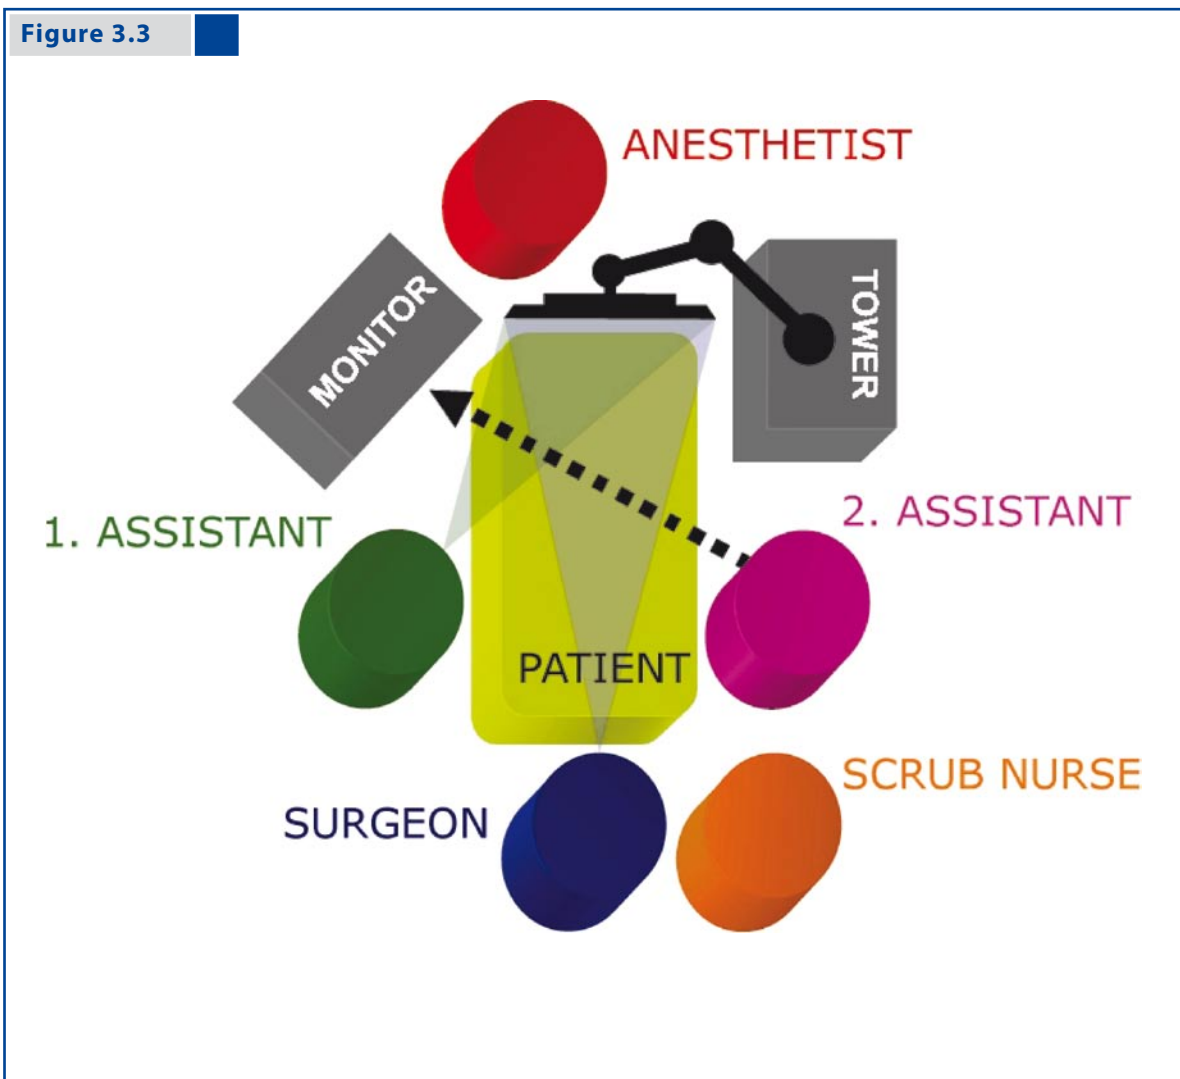 Figure 3.3
ANESTHETIST
MONITOR
TOWER
1. ASSISTANT
2. ASSISTANT
PATIENT
SURGEON
SCRUB NURSE